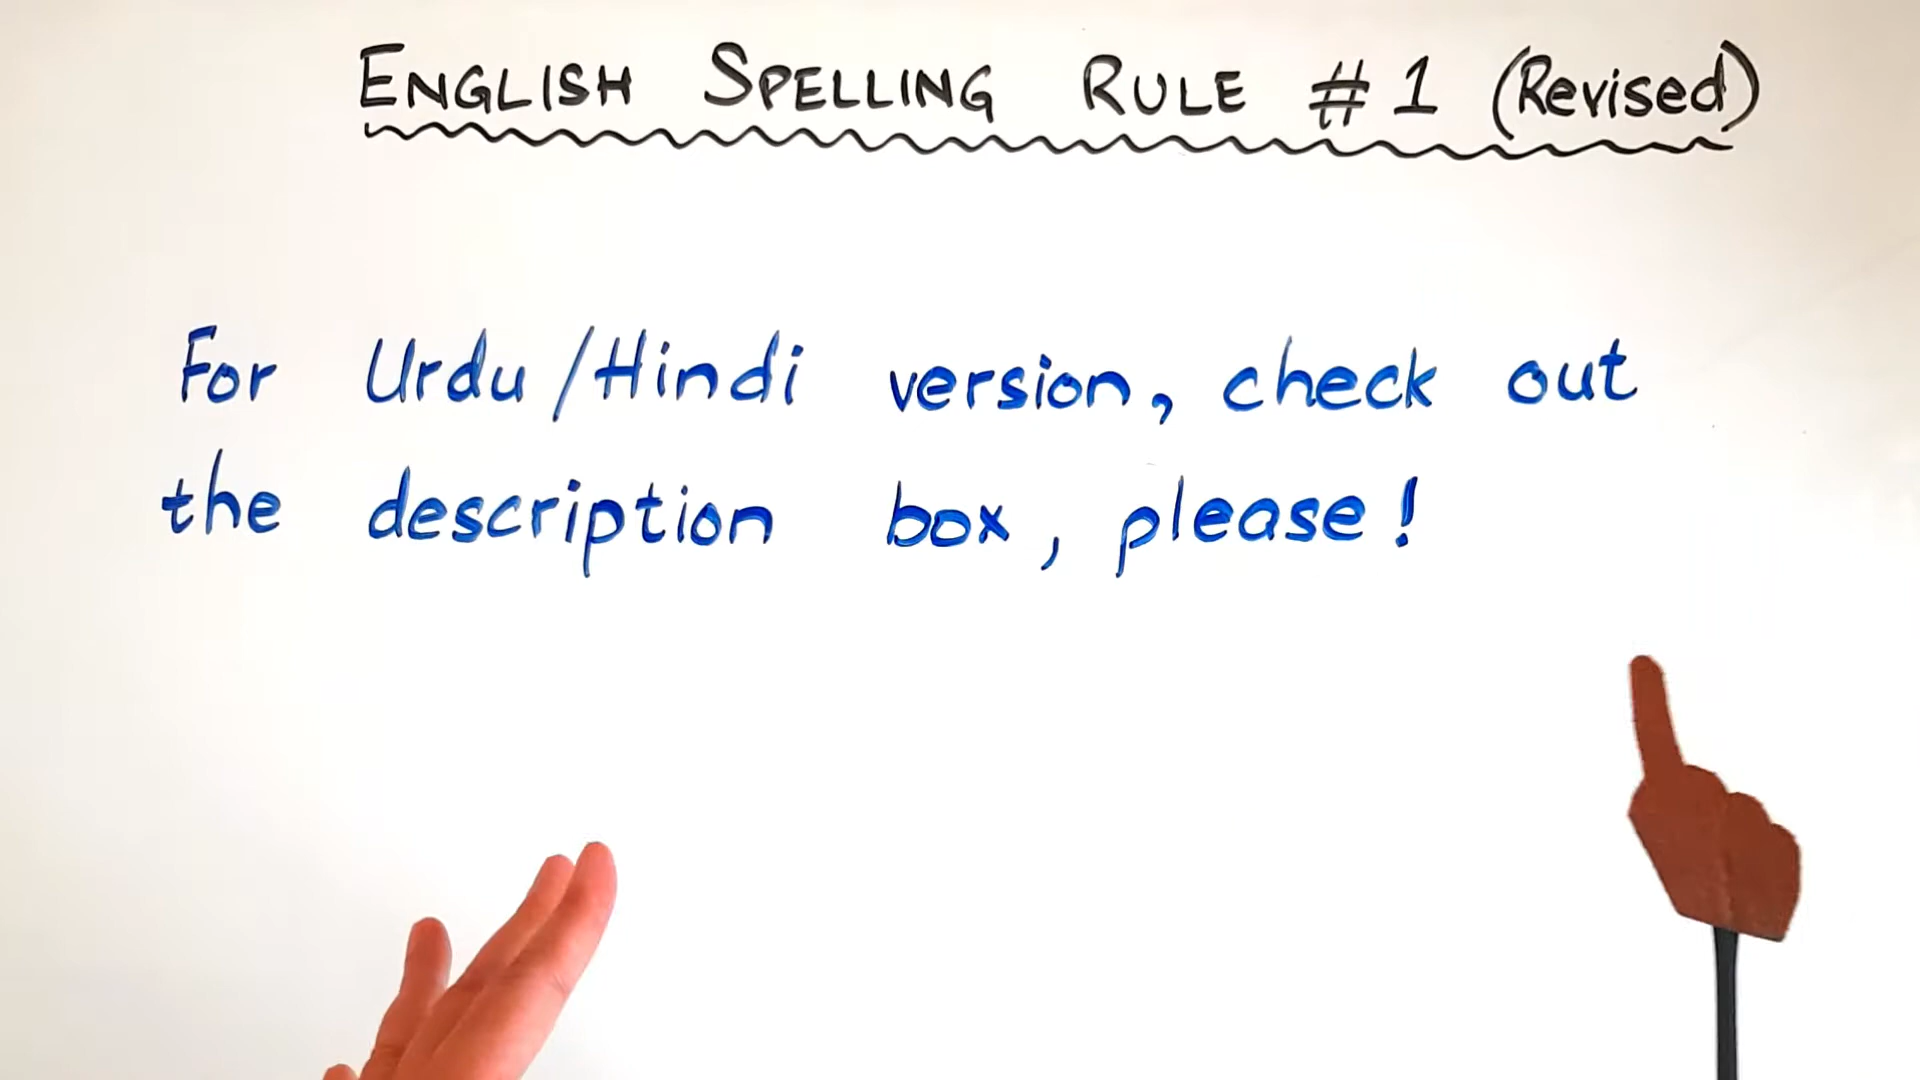 ENGLISH SPELLING RULE #1 (Revised)
For Urdu/Hindi version, check out
the description box, please!